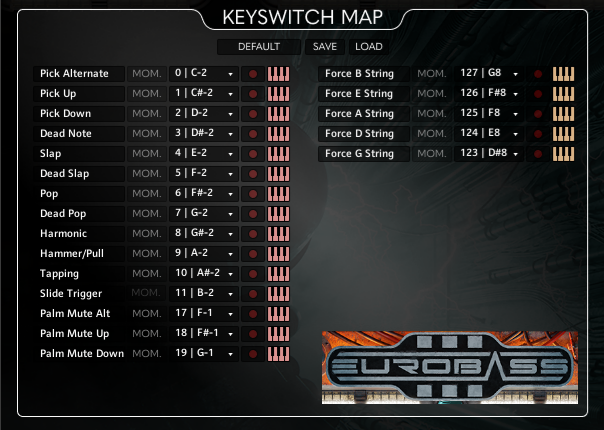 KEYSWITCH MAP
DEFAULT SAVE LOAD
Pick Alternate MOM. 0 | C-2
Pick Up MOM. 1 | C#-2
Pick Down MOM. 2 | D-2
Dead Note MOM. 3 | D#-2
Slap MOM. 4 | E-2
Dead Slap MOM. 5 | F-2
Pop MOM. 6 | F#-2
Dead Pop MOM. 7 | G-2
Harmonic MOM. 8 | G#-2
Hammer/Pull MOM. 9 | A-2
Tapping MOM. 10 | A#-2
Slide Trigger MOM. 11 | B-2
Palm Mute Alt MOM. 17 | F-1
Palm Mute Up MOM. 18 | F#-1
Palm Mute Down MOM. 19 | G-1
Force B String MOM. 127 | G8
Force E String MOM. 126 | F#8
Force A String MOM. 125 | F8
Force D String MOM. 124 | E8
Force G String MOM. 123 | D#8
EUROBASS